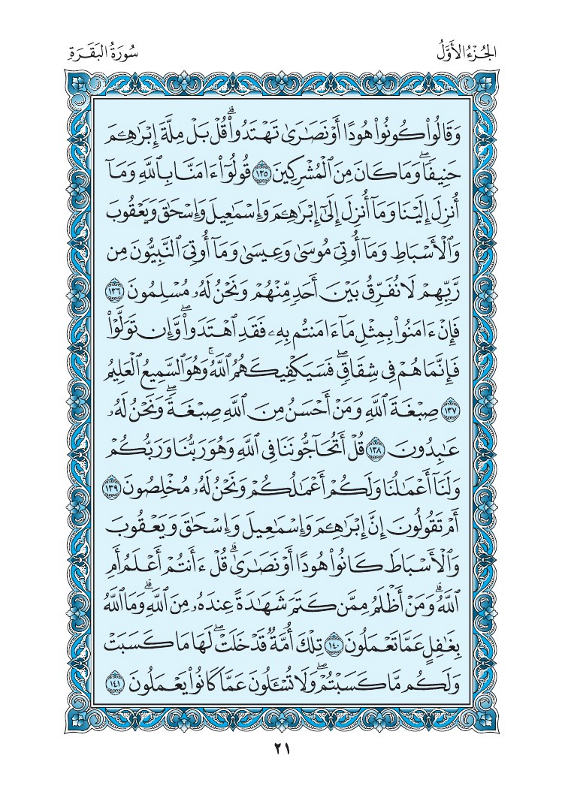 الجُزْءُ الأَوَّلُ
سُورَةُ البَقَرَةِ
وَقَالُوا۟ كُونُوا۟ هُودًا أَوْ نَصَـٰرَىٰ تَهْتَدُوا۟ ۗ قُلْ بَلْ مِلَّةَ إِبْرَٰهِـۧمَ
حَنِيفًا ۖ وَمَا كَانَ مِنَ ٱلْمُشْرِكِينَ ١٣٥ قُولُوٓا۟ ءَامَنَّا بِٱللَّهِ وَمَآ
أُنزِلَ إِلَيْنَا وَمَآ أُنزِلَ إِلَىٰٓ إِبْرَٰهِـۧمَ وَإِسْمَـٰعِيلَ وَإِسْحَـٰقَ وَيَعْقُوبَ
وَٱلْأَسْبَاطِ وَمَآ أُوتِىَ مُوسَىٰ وَعِيسَىٰ وَمَآ أُوتِىَ ٱلنَّبِيُّونَ مِن
رَّبِّهِمْ لَا نُفَرِّقُ بَيْنَ أَحَدٍ مِّنْهُمْ وَنَحْنُ لَهُۥ مُسْلِمُونَ ١٣٦
فَإِنْ ءَامَنُوا۟ بِمِثْلِ مَآ ءَامَنتُم بِهِۦ فَقَدِ ٱهْتَدَوا۟ ۖ وَّإِن تَوَلَّوْا۟
فَإِنَّمَا هُمْ فِى شِقَاقٍ ۖ فَسَيَكْفِيكَهُمُ ٱللَّهُ ۚ وَهُوَ ٱلسَّمِيعُ ٱلْعَلِيمُ
١٣٧ صِبْغَةَ ٱللَّهِ ۖ وَمَنْ أَحْسَنُ مِنَ ٱللَّهِ صِبْغَةً ۖ وَنَحْنُ لَهُۥ
عَـٰبِدُونَ ١٣٨ قُلْ أَتُحَآجُّونَنَا فِى ٱللَّهِ وَهُوَ رَبُّنَا وَرَبُّكُمْ
وَلَنَآ أَعْمَـٰلُنَا وَلَكُمْ أَعْمَـٰلُكُمْ وَنَحْنُ لَهُۥ مُخْلِصُونَ ١٣٩
أَمْ تَقُولُونَ إِنَّ إِبْرَٰهِـۧمَ وَإِسْمَـٰعِيلَ وَإِسْحَـٰقَ وَيَعْقُوبَ
وَٱلْأَسْبَاطَ كَانُوا۟ هُودًا أَوْ نَصَـٰرَىٰ ۗ قُلْ ءَأَنتُمْ أَعْلَمُ أَمِ
ٱللَّهُ ۗ وَمَنْ أَظْلَمُ مِمَّن كَتَمَ شَهَـٰدَةً عِندَهُۥ مِنَ ٱللَّهِ ۗ وَمَا ٱللَّهُ
بِغَـٰفِلٍ عَمَّا تَعْمَلُونَ ١٤٠ تِلْكَ أُمَّةٌ قَدْ خَلَتْ ۖ لَهَا مَا كَسَبَتْ
وَلَكُم مَّا كَسَبْتُمْ ۖ وَلَا تُسْـَٔلُونَ عَمَّا كَانُوا۟ يَعْمَلُونَ ١٤١
٢١